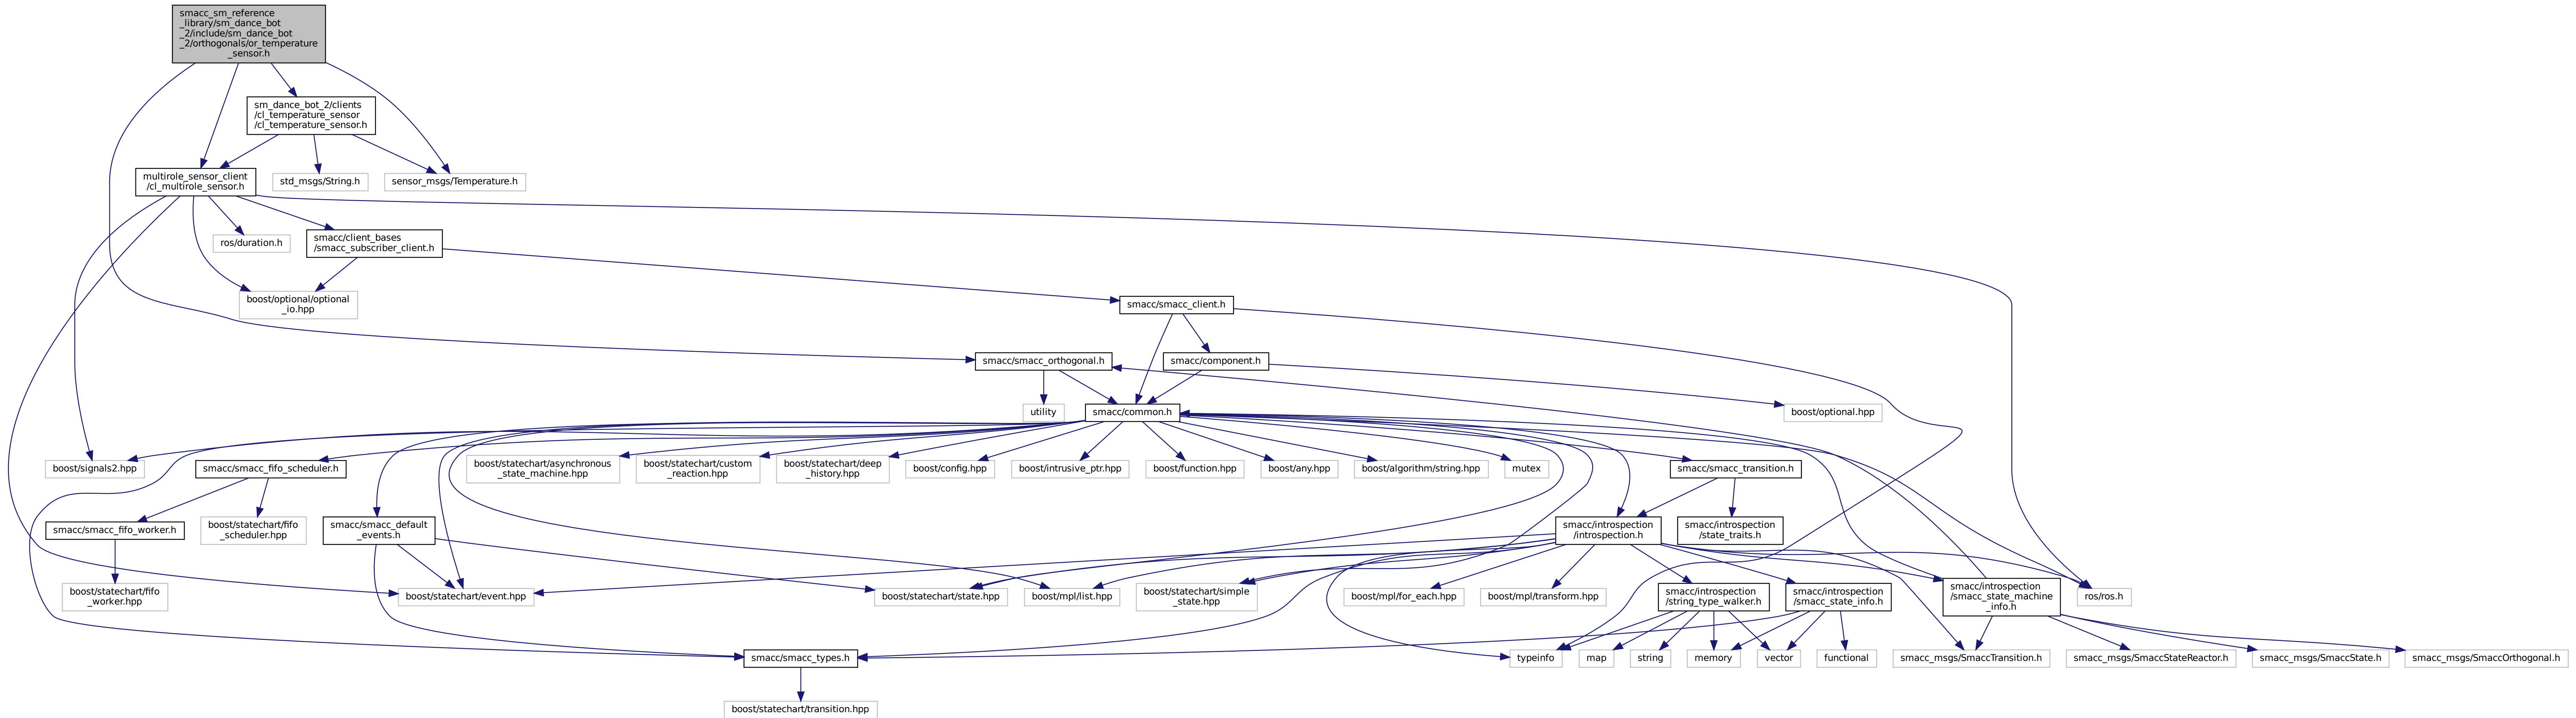 smacc_sm_reference
_library/sm_dance_bot
_2/include/sm_dance_bot
_2/orthogonals/or_temperature
_sensor.h
sm_dance_bot_2/clients
/cl_temperature_sensor
/cl_temperature_sensor.h
multirole_sensor_client
/cl_multirole_sensor.h
std_msgs/String.h
sensor_msgs/Temperature.h
ros/duration.h
smacc/client_bases
/smacc_subscriber_client.h
boost/optional/optional
_io.hpp
smacc/smacc_client.h
smacc/smacc_orthogonal.h
smacc/component.h
utility
smacc/common.h
boost/optional.hpp
boost/signals2.hpp
smacc/smacc_fifo_scheduler.h
boost/statechart/asynchronous
_state_machine.hpp
boost/statechart/custom
_reaction.hpp
boost/statechart/deep
_history.hpp
boost/config.hpp
boost/intrusive_ptr.hpp
boost/function.hpp
boost/any.hpp
boost/algorithm/string.hpp
mutex
smacc/smacc_transition.h
smacc/smacc_fifo_worker.h
boost/statechart/fifo
_scheduler.hpp
smacc/smacc_default
_events.h
smacc/introspection
/introspection.h
smacc/introspection
/state_traits.h
boost/statechart/fifo
_worker.hpp
boost/statechart/event.hpp
boost/statechart/state.hpp
boost/mpl/list.hpp
boost/statechart/simple
_state.hpp
boost/mpl/for_each.hpp
boost/mpl/transform.hpp
smacc/introspection
/string_type_walker.h
smacc/introspection
/smacc_state_info.h
smacc/introspection
/smacc_state_machine
_info.h
ros/ros.h
smacc/smacc_types.h
typeinfo
map
string
memory
vector
functional
smacc_msgs/SmaccTransition.h
smacc_msgs/SmaccStateReactor.h
smacc_msgs/SmaccState.h
smacc_msgs/SmaccOrthogonal.h
boost/statechart/transition.hpp